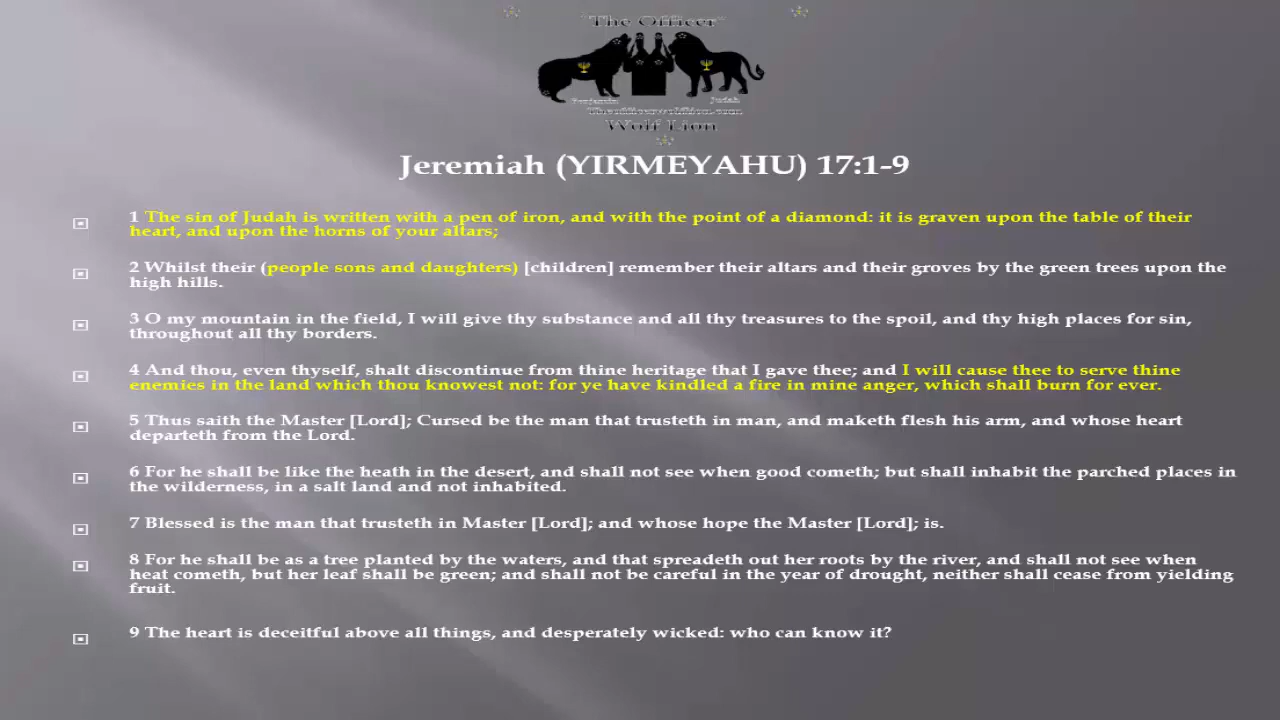 "The Officer"
Benjamin Judah
Theofficerwolflion.com
Wolf Lion
Jeremiah (YIRMEYAHU) 17:1-9
1 The sin of Judah is written with a pen of iron, and with the point of a diamond: it is graven upon the table of their
heart, and upon the horns of your altars;
2 Whilst their (people sons and daughters) [children] remember their altars and their groves by the green trees upon the
high hills.
3 O my mountain in the field, I will give thy substance and all thy treasures to the spoil, and thy high places for sin,
throughout all thy borders.
4 And thou, even thyself, shalt discontinue from thine heritage that I gave thee; and I will cause thee to serve thine
enemies in the land which thou knowest not: for ye have kindled a fire in mine anger, which shall burn for ever.
5 Thus saith the Master [Lord]; Cursed be the man that trusteth in man, and maketh flesh his arm, and whose heart
departeth from the Lord.
6 For he shall be like the heath in the desert, and shall not see when good cometh; but shall inhabit the parched places in
the wilderness, in a salt land and not inhabited.
7 Blessed is the man that trusteth in Master [Lord]; and whose hope the Master [Lord]; is.
8 For he shall be as a tree planted by the waters, and that spreadeth out her roots by the river, and shall not see when
heat cometh, but her leaf shall be green; and shall not be careful in the year of drought, neither shall cease from yielding
fruit.
9 The heart is deceitful above all things, and desperately wicked: who can know it?